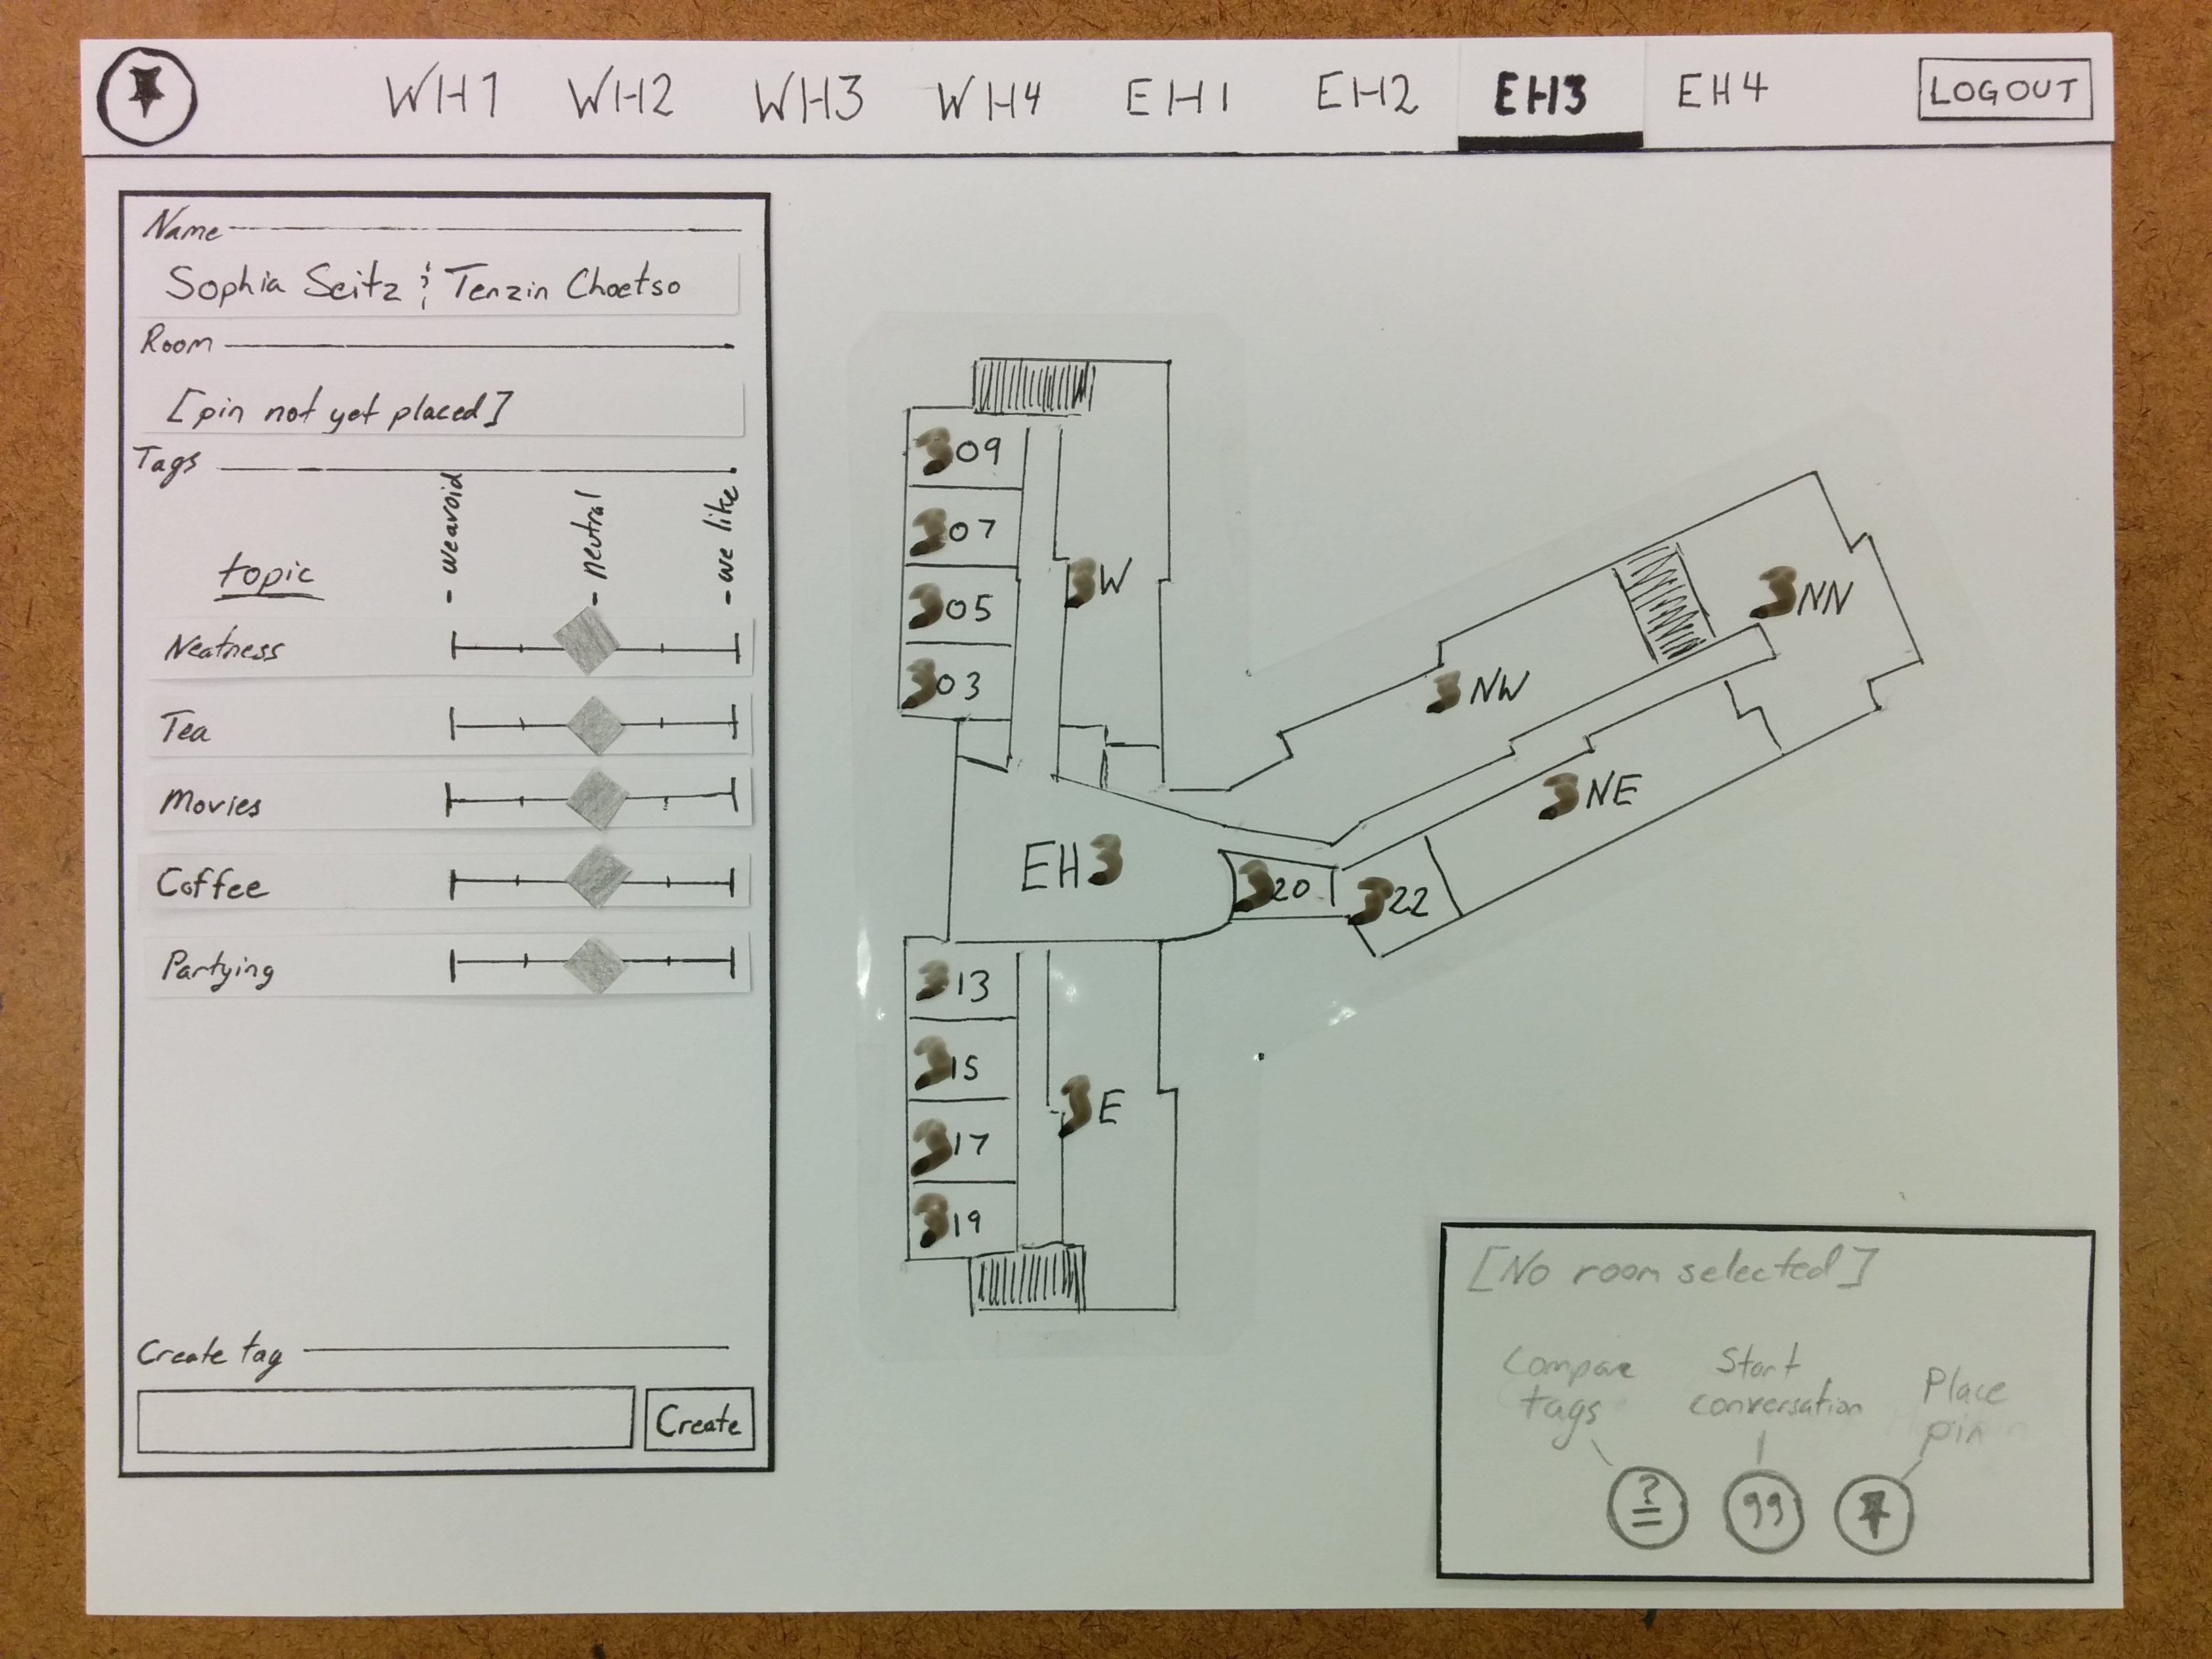 WH1 WH2 WH3 WH4 EH1 EH2 EH3 EH4 LOGOUT
Name
Sophia Seitz & Tenzin Choetso
Room
[pin not yet placed]
Tags
topic
- we avoid
- neutral
- we like
Neatness
Tea
Movies
Coffee
Partying
Create tag
Create
309
307
305
303
3W
3NW
3NN
3NE
EH3
320
322
313
315
317
319
3E
[No room selected]
Compare
tags
Start
conversation
Place
pin
?
=
99